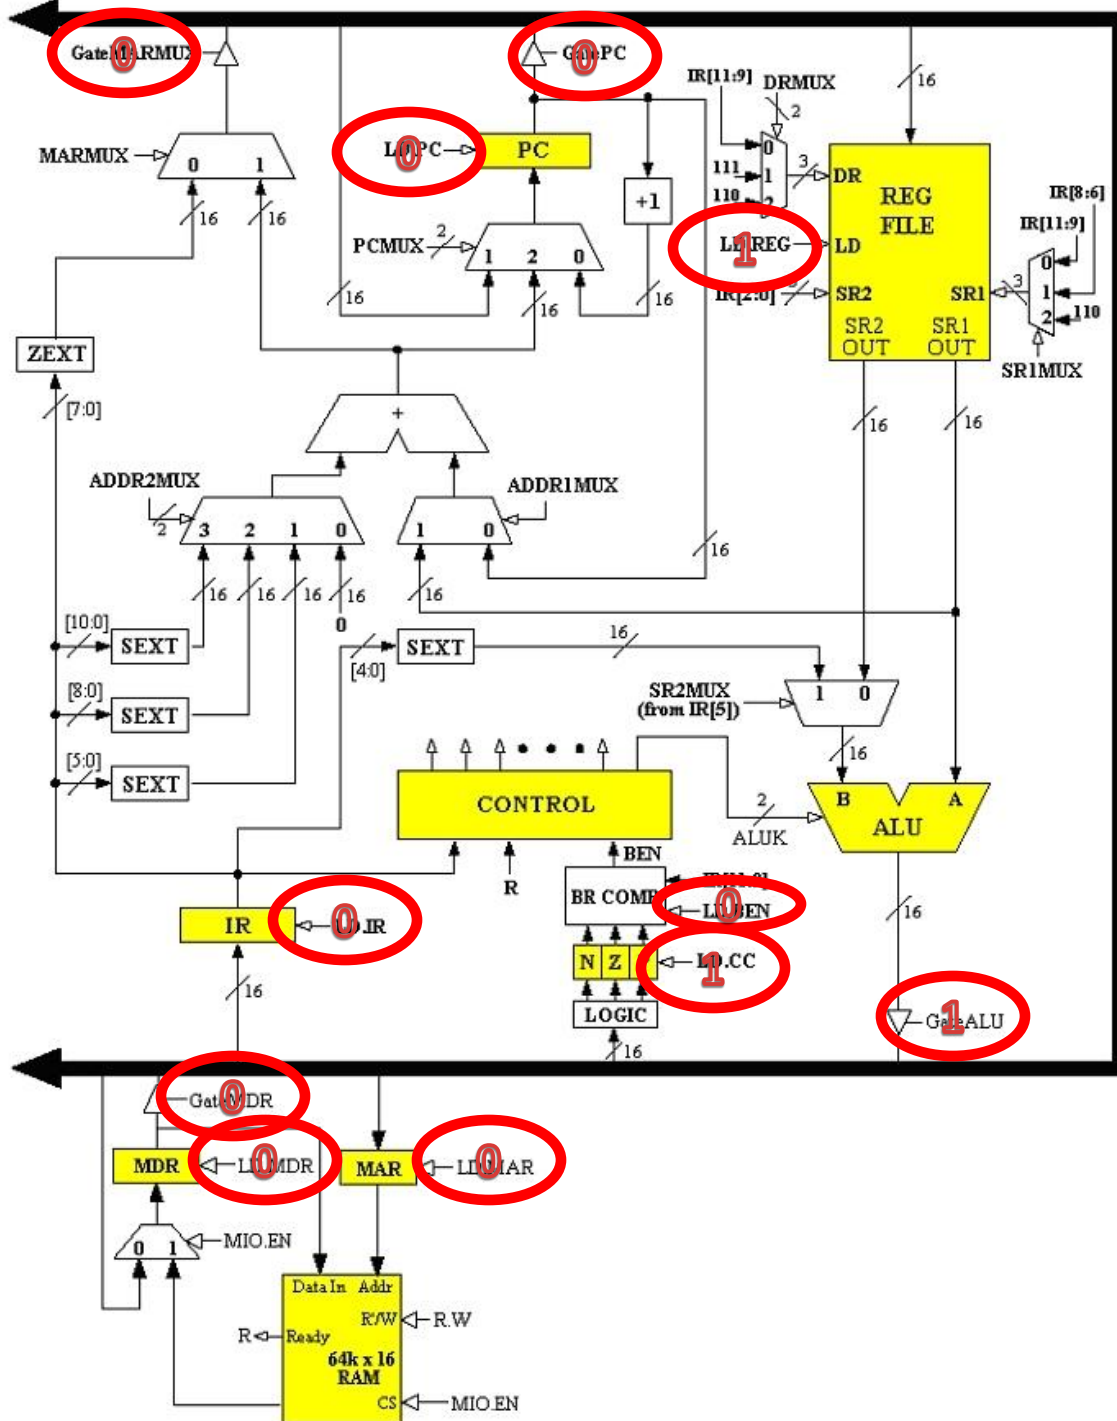 GateMARMUX 0
GatePC 0
IR[11:9]
DRMUX
16
2
MARMUX
0 1
LD.PC 0
PC
0
111
1
110
2
3
DR
REG
FILE
IR[8:6]
IR[11:9]
16 16
+1
PCMUX
2
1 2 0
LD.REG 1
LD
SR2
SR1
3
0
1
2
110
16 16 16
SR2
OUT
SR1
OUT
SR1MUX
ZEXT
[7:0]
+
16 16
ADDR2MUX
2
3 2 1 0
ADDR1MUX
1 0
16
16 16 16 16
0
[10:0]
SEXT
[4:0]
SEXT
16
[8:0]
SEXT
SR2MUX
(from IR[5])
1 0
16
[5:0]
SEXT
CONTROL
B A
ALU
2
ALUK
R
BEN
BR COMP
LD.BEN 0
IR
LD.IR 0
16
N Z
LD.CC 1
LOGIC
16
16
GateALU 1
GateMDR 0
MDR
LD.MDR 0
MAR
LD.MAR 0
0 1
MIO.EN
Data In Addr
R'/W
R.W
R
Ready
64k x 16
RAM
CS
MIO.EN